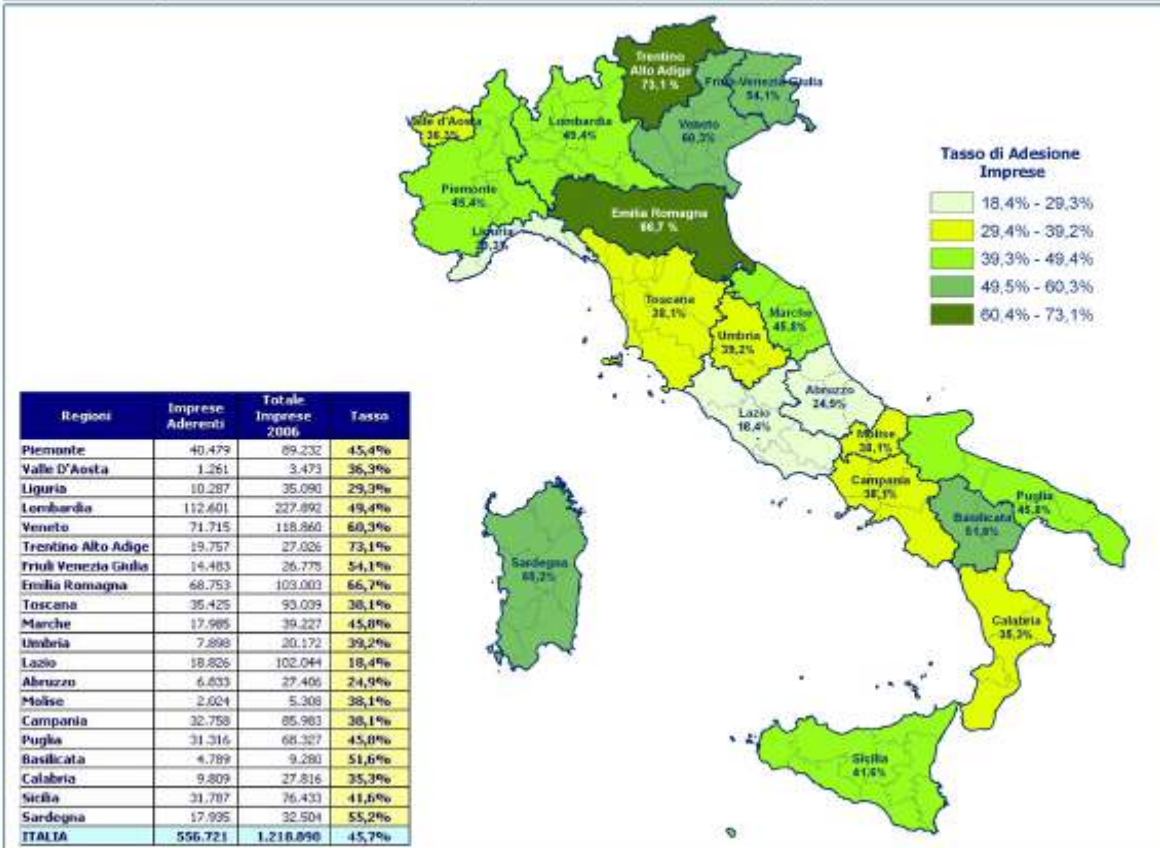 Trentino
Alto Adige
73,1 %
Friuli-Venezia Giulia
54,1%
Valle d'Aosta
36,3%
Lombardia
49,4%
Veneto
60,3%
Piemonte
45,4%
Emilia Romagna
66,7 %
Liguria
29,3%
Toscana
38,1%
Marche
45,8%
Umbria
39,2%
Abruzzo
24,9%
Lazio
18,4%
Molise
38,1%
Campania
38,1%
Puglia
45,8%
Basilicata
51,6%
Sardegna
55,2%
Calabria
35,3%
Sicilia
41,6%
Tasso di Adesione
Imprese
18,4% - 29,3%
29,4% - 39,2%
39,3% - 49,4%
49,5% - 60,3%
60,4% - 73,1%
Regioni Imprese Aderenti Totale Imprese 2006 Tasso
Piemonte 40.479 89.232 45,4%
Valle D'Aosta 1.261 3.473 36,3%
Liguria 10.287 35.090 29,3%
Lombardia 112.601 227.892 49,4%
Veneto 71.715 118.860 60,3%
Trentino Alto Adige 19.757 27.026 73,1%
Friuli Venezia Giulia 14.483 26.775 54,1%
Emilia Romagna 68.753 103.003 66,7%
Toscana 35.425 93.039 38,1%
Marche 17.985 39.227 45,8%
Umbria 7.898 20.172 39,2%
Lazio 18.826 102.044 18,4%
Abruzzo 6.833 27.406 24,9%
Molise 2.024 5.308 38,1%
Campania 32.758 85.983 38,1%
Puglia 31.316 68.327 45,8%
Basilicata 4.789 9.280 51,6%
Calabria 9.809 27.816 35,3%
Sicilia 31.787 76.433 41,6%
Sardegna 17.935 32.504 55,2%
ITALIA 556.721 1.218.890 45,7%